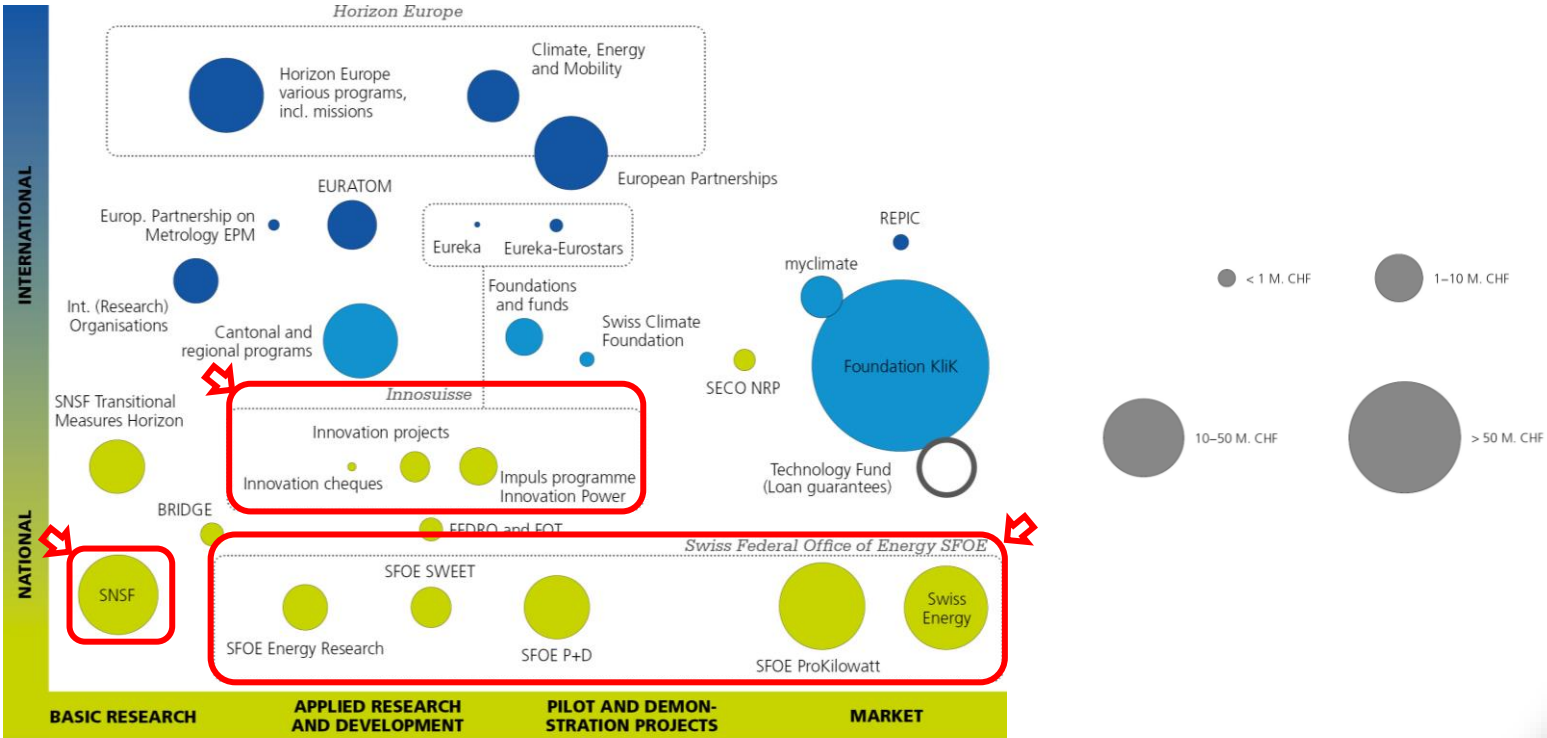 Horizon Europe
Horizon Europe
various programs,
incl. missions
Climate, Energy
and Mobility
European Partnerships
EURATOM
Europ. Partnership on
Metrology EPM
Eureka
Eureka-Eurostars
REPIC
myclimate
Int. (Research)
Organisations
Foundations
and funds
Cantonal and
regional programs
Swiss Climate
Foundation
Foundation KliK
SECO NRP
SNSF Transitional
Measures Horizon
Innosuisse
Innovation projects
Innovation cheques
Impuls programme
Innovation Power
Technology Fund
(Loan guarantees)
BRIDGE
FEDRO and FOT
Swiss Federal Office of Energy SFOE
SNSF
SFOE SWEET
SFOE Energy Research
SFOE P+D
SFOE ProKilowatt
Swiss
Energy
INTERNATIONAL
NATIONAL
BASIC RESEARCH
APPLIED RESEARCH
AND DEVELOPMENT
PILOT AND DEMON-
STRATION PROJECTS
MARKET
< 1 M. CHF
1–10 M. CHF
10–50 M. CHF
> 50 M. CHF